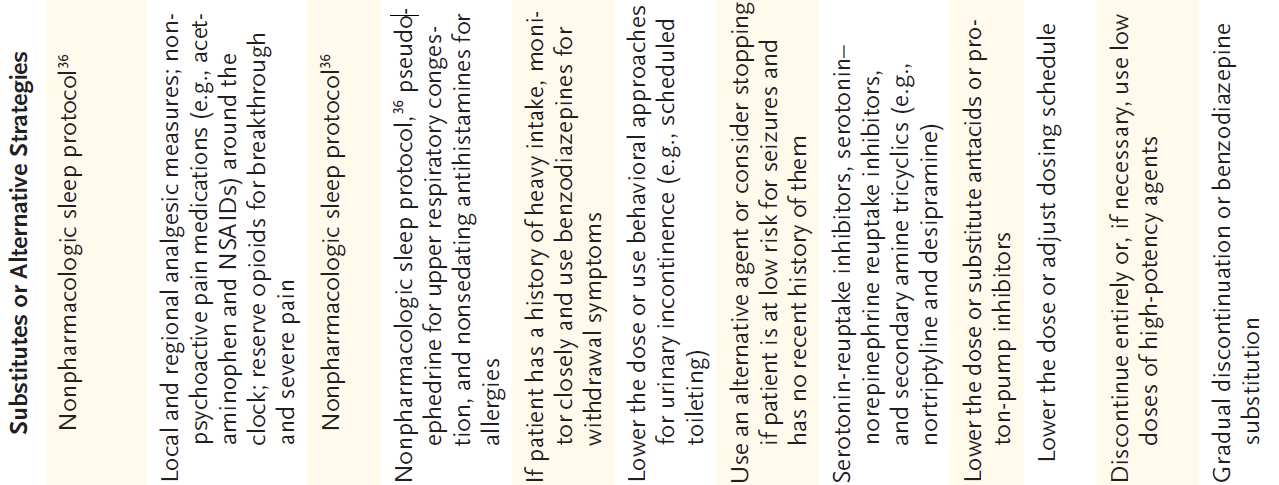 Substitutes or Alternative Strategies
Nonpharmacologic sleep protocol36
Local and regional analgesic measures; non-
psychoactive pain medications (e.g., acet-
aminophen and NSAIDs) around the
clock; reserve opioids for breakthrough
and severe pain
Nonpharmacologic sleep protocol36
Nonpharmacologic sleep protocol,36 pseudo-
ephedrine for upper respiratory conges-
tion, and nonsedating antihistamines for
allergies
If patient has a history of heavy intake, moni-
tor closely and use benzodiazepines for
withdrawal symptoms
Lower the dose or use behavioral approaches
for urinary incontinence (e.g., scheduled
toileting)
Use an alternative agent or consider stopping
if patient is at low risk for seizures and
has no recent history of them
Serotonin-reuptake inhibitors, serotonin–
norepinephrine reuptake inhibitors,
and secondary amine tricyclics (e.g.,
nortriptyline and desipramine)
Lower the dose or substitute antacids or pro-
ton-pump inhibitors
Lower the dose or adjust dosing schedule
Discontinue entirely or, if necessary, use low
doses of high-potency agents
Gradual discontinuation or benzodiazepine
substitution